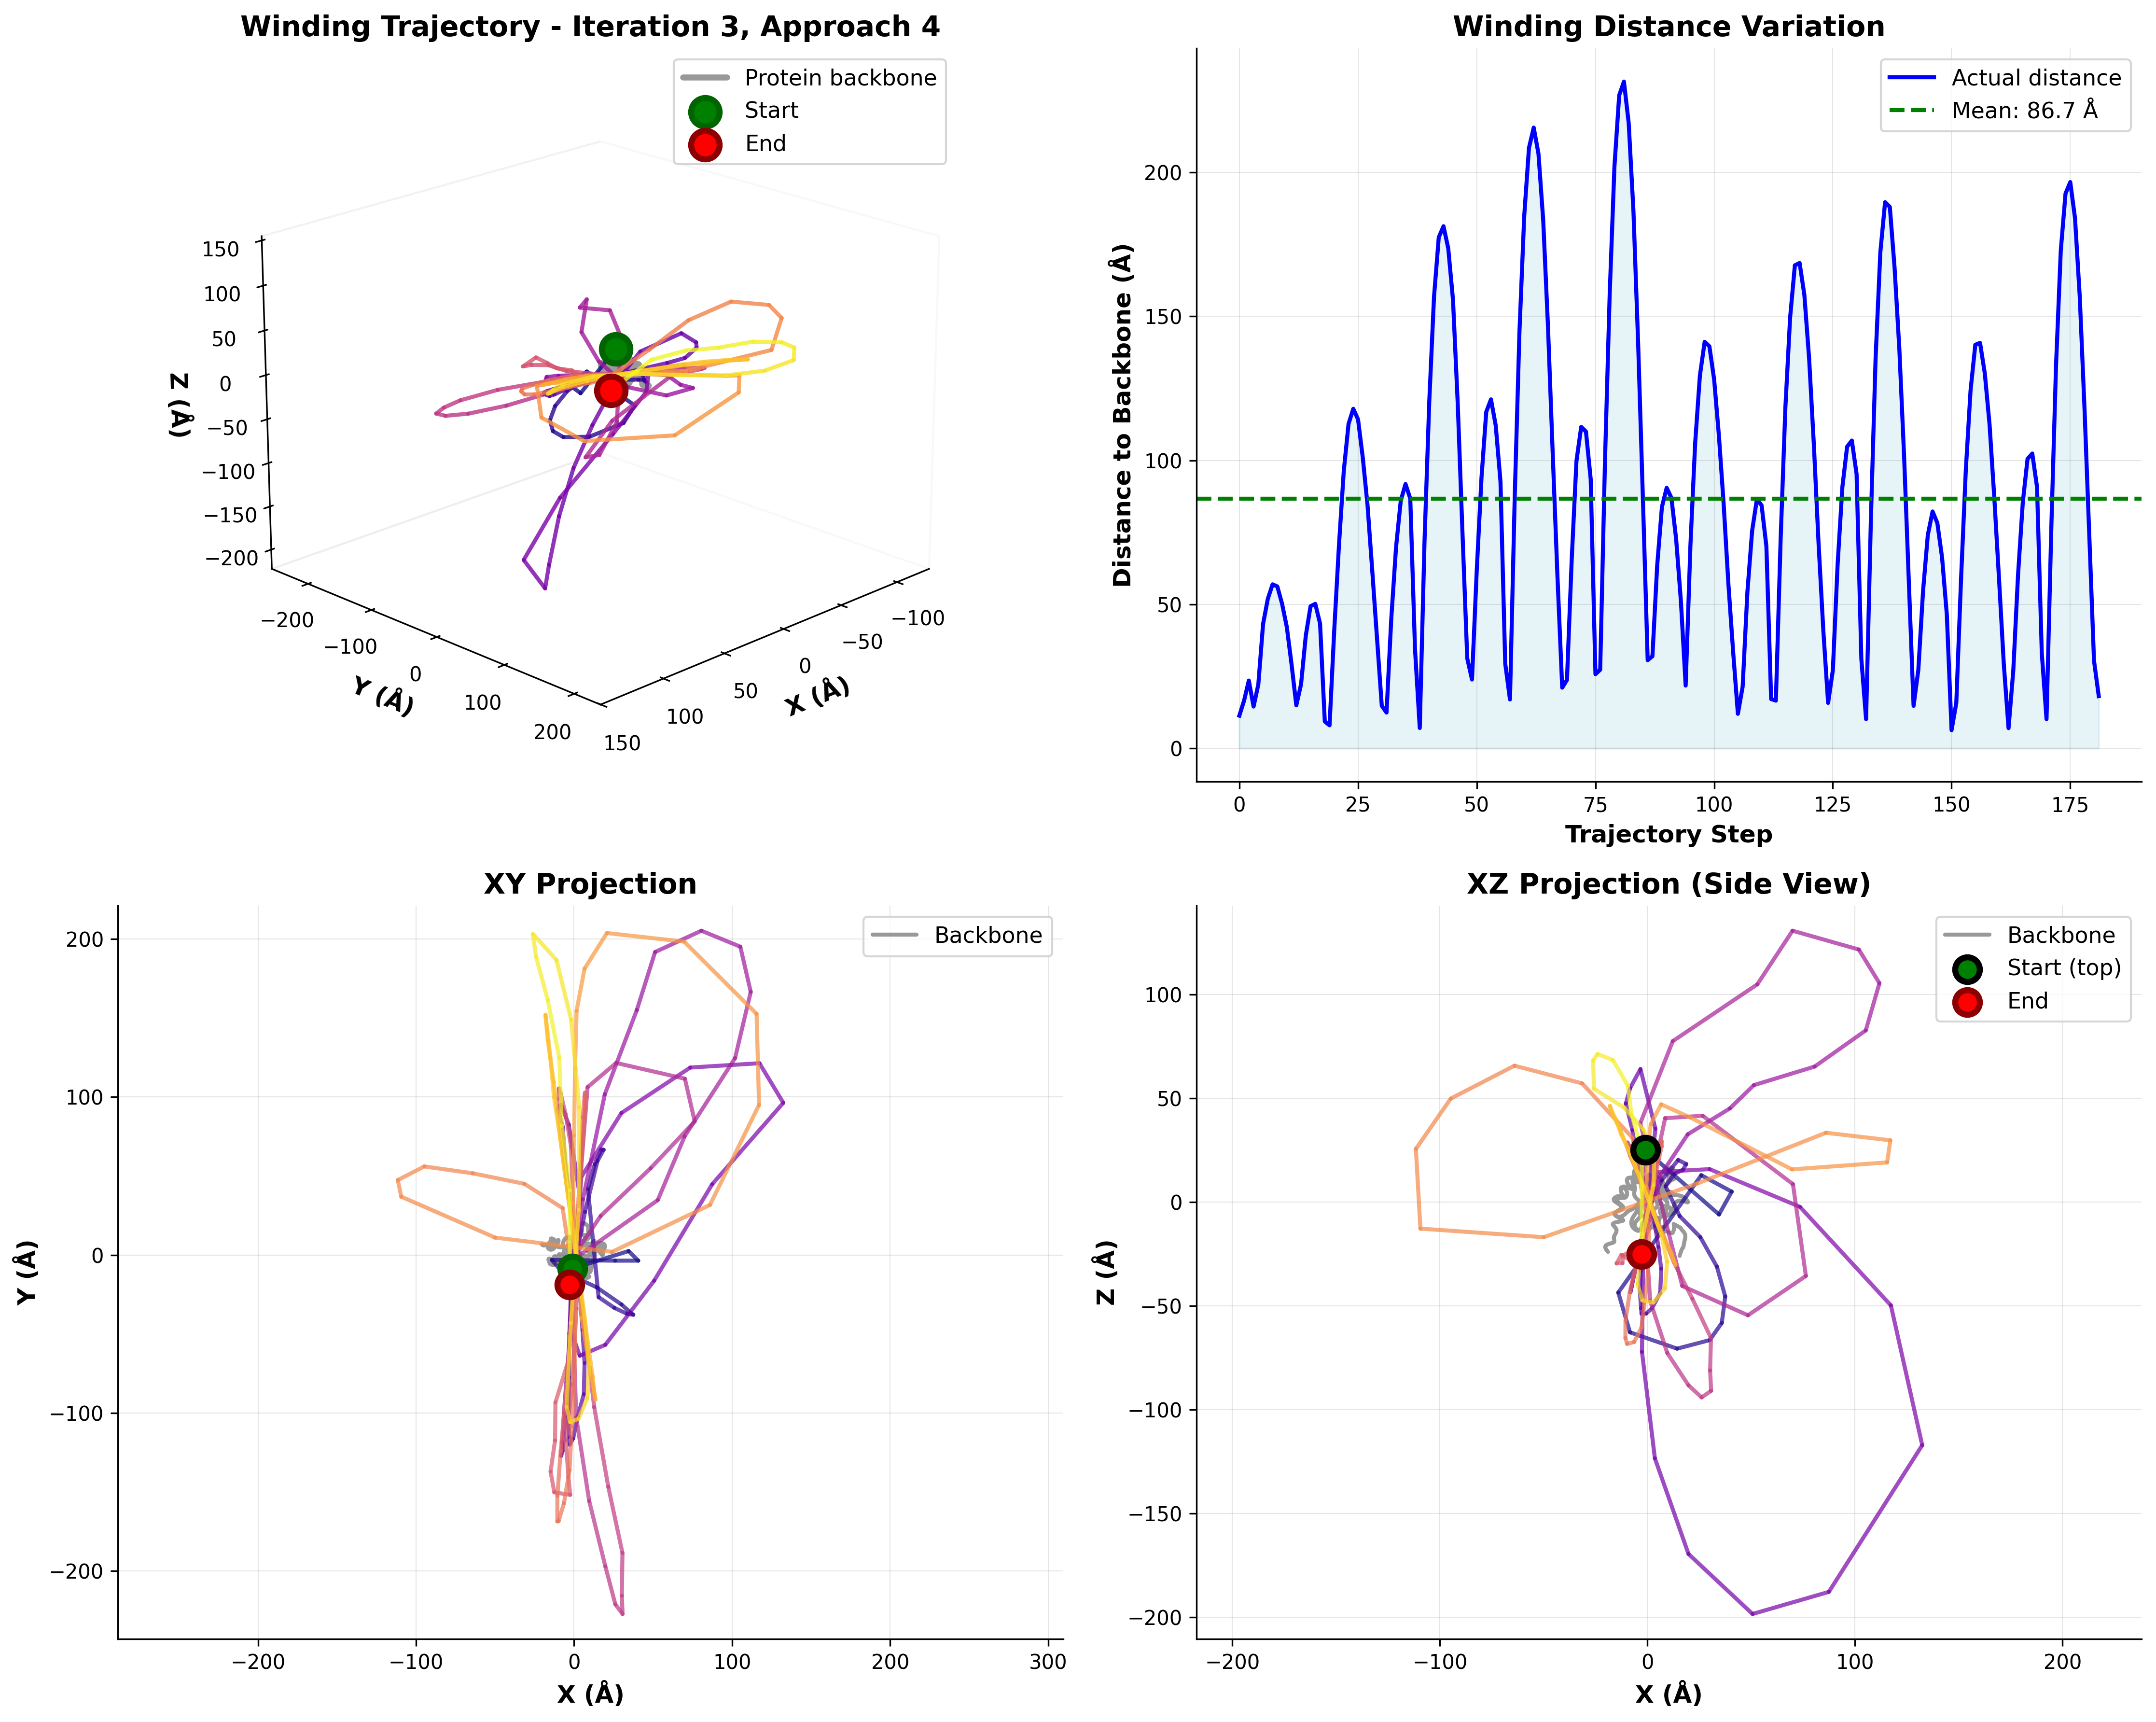 Winding Trajectory - Iteration 3, Approach 4
Protein backbone
Start
End
150
100
50
0
−50
−100
−150
−200
Z (Å)
−200
−100
0
100
200
Y (Å)
150
100
50
0
−50
−100
X (Å)
Winding Distance Variation
Actual distance
Mean: 86.7 Å
200
150
100
50
0
Distance to Backbone (Å)
0 25 50 75 100 125 150 175
Trajectory Step
XY Projection
Backbone
200
100
0
−100
−200
Y (Å)
−200 −100 0 100 200 300
X (Å)
XZ Projection (Side View)
Backbone
Start (top)
End
100
50
0
−50
−100
−150
−200
Z (Å)
−200 −100 0 100 200
X (Å)